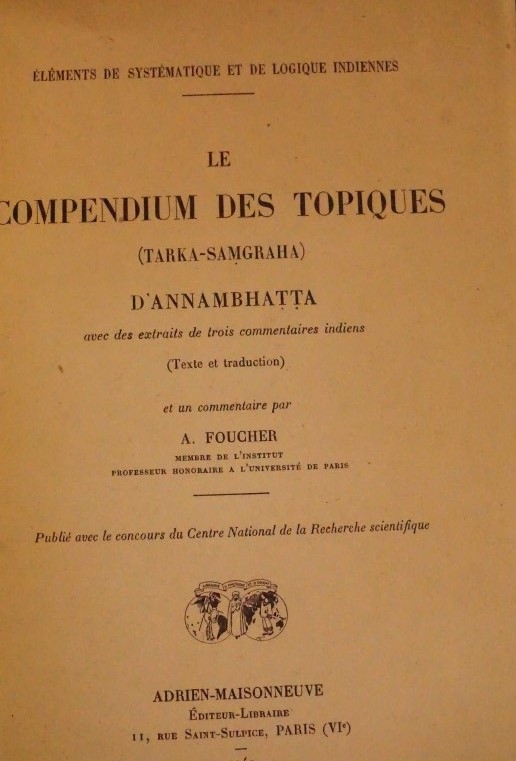 ÉLÉMENTS DE SYSTÉMATIQUE ET DE LOGIQUE INDIENNES
LE
COMPENDIUM DES TOPIQUES
(TARKA-SAṂGRAHA)
D'ANNAMBHAṬṬA
avec des extraits de trois commentaires indiens
(Texte et traduction)
et un commentaire par
A. FOUCHER
MEMBRE DE L'INSTITUT
PROFESSEUR HONORAIRE A L'UNIVERSITÉ DE PARIS
Publié avec le concours du Centre National de la Recherche scientifique
ADRIEN-MAISONNEUVE
ÉDITEUR-LIBRAIRE
11, RUE SAINT-SULPICE, PARIS (VIe)